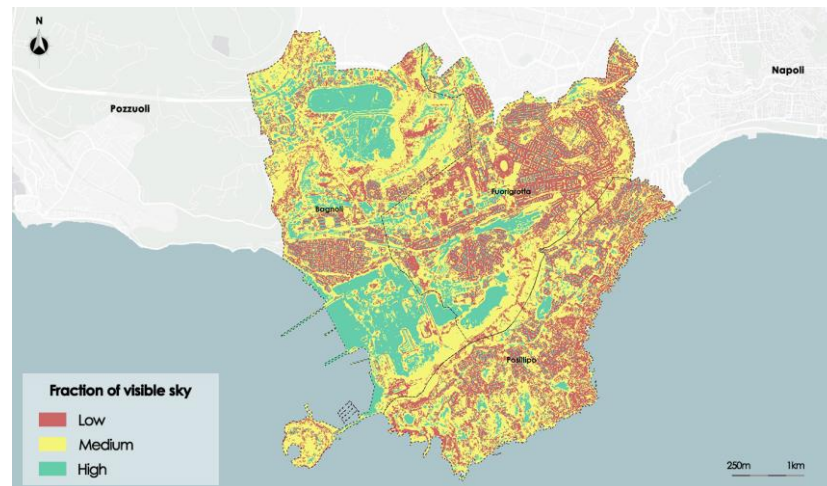 N
Napoli
Pozzuoli
Fuorigrotta
Bagnoli
Posillipo
Fraction of visible sky
Low
Medium
High
250m 1km